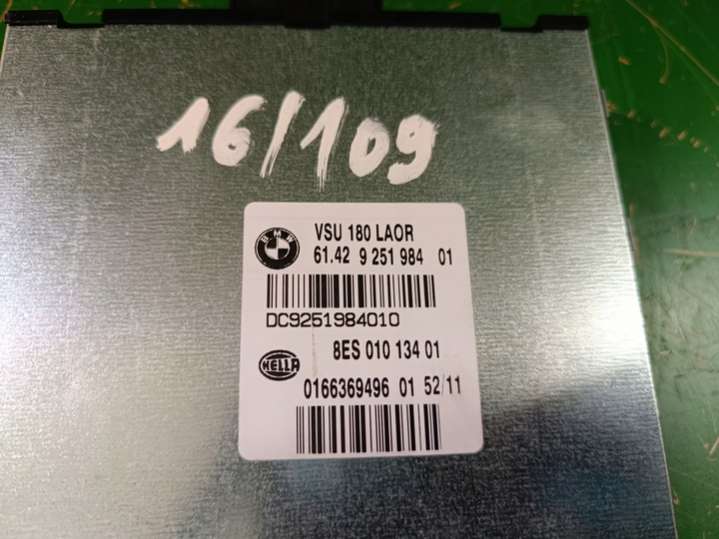 16/109
BMW
VSU 180 LAOR
61.42 9 251 984 01
DC9251984010
8ES 010 134 01
HELLA
0166369496 01 52/11